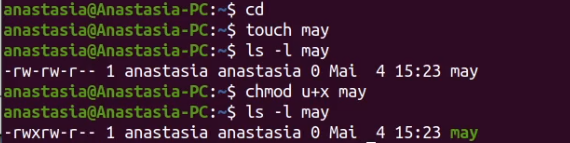 anastasia@Anastasia-PC:~$ cd
anastasia@Anastasia-PC:~$ touch may
anastasia@Anastasia-PC:~$ ls -l may
-rw-rw-r-- 1 anastasia anastasia 0 Mai  4 15:23 may
anastasia@Anastasia-PC:~$ chmod u+x may
anastasia@Anastasia-PC:~$ ls -l may
-rwxrw-r-- 1 anastasia anastasia 0 Mai  4 15:23 may